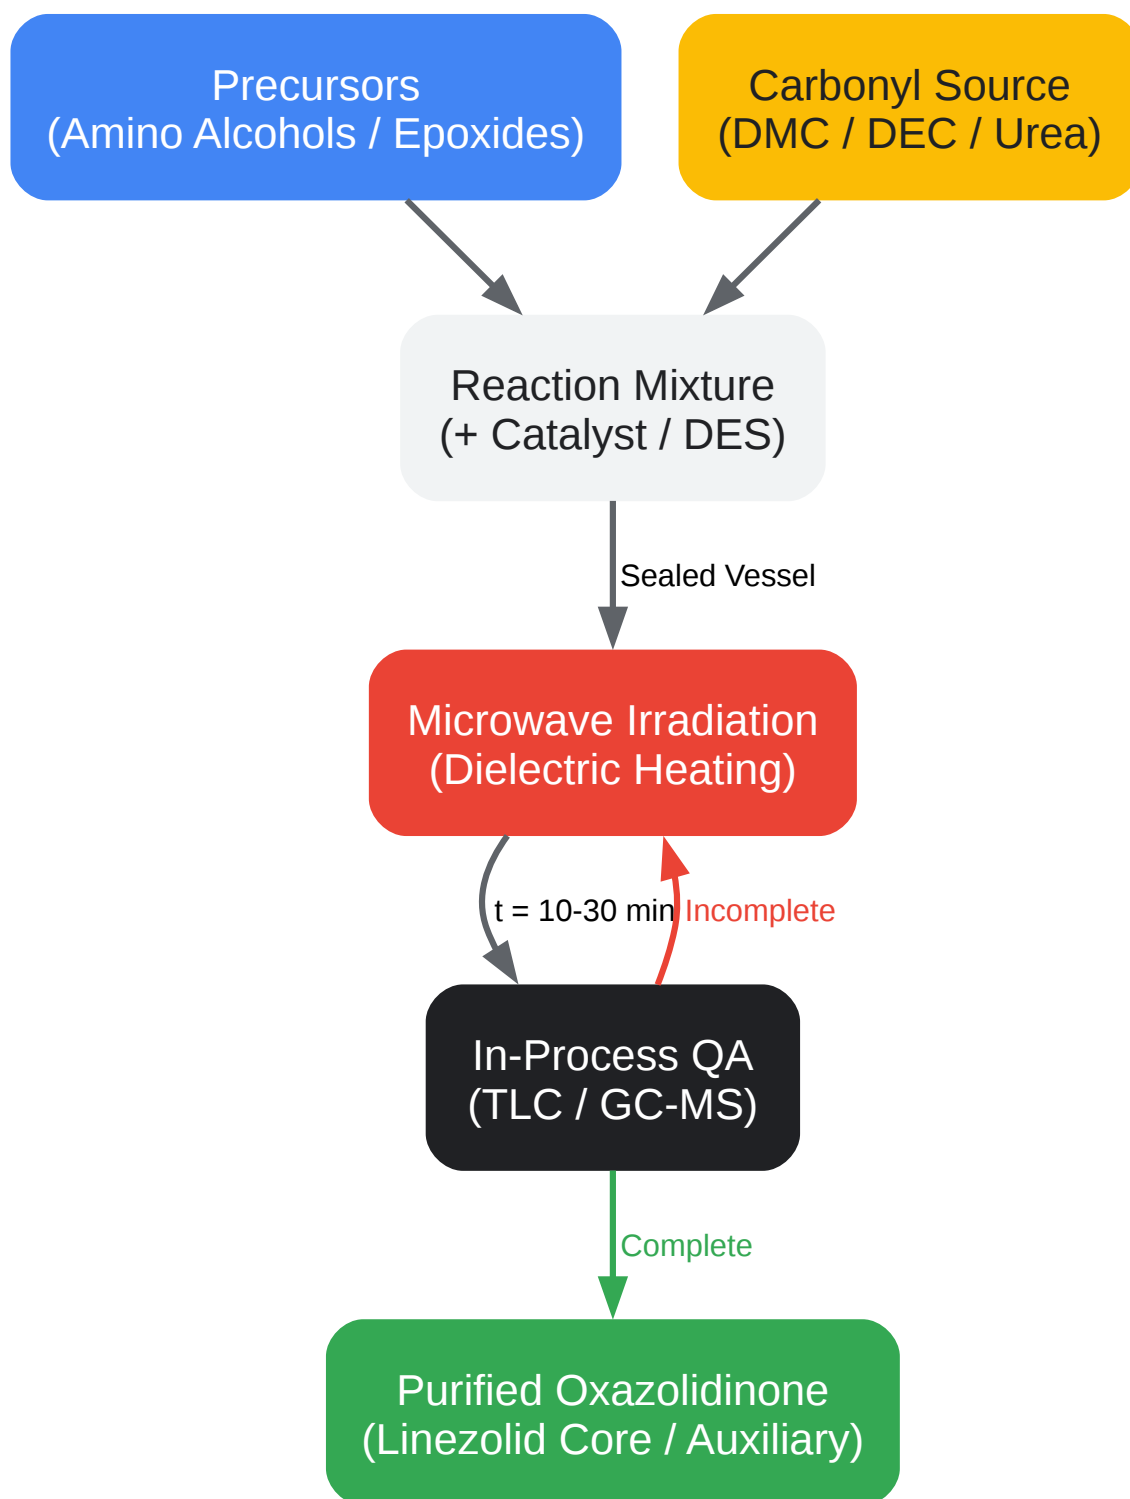 Precursors
(Amino Alcohols / Epoxides)
Carbonyl Source
(DMC / DEC / Urea)
Reaction Mixture
(+ Catalyst / DES)
Sealed Vessel
Microwave Irradiation
(Dielectric Heating)
t = 10-30 min
Incomplete
In-Process QA
(TLC / GC-MS)
Complete
Purified Oxazolidinone
(Linezolid Core / Auxiliary)